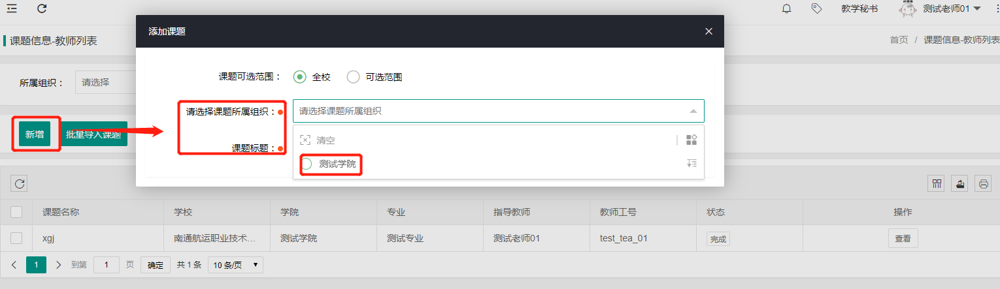 教学秘书
测试老师01
添加课题
课题信息-教师列表
首页 / 课题信息-教师列表
课题可选范围：
全校
可选范围
所属组织：
请选择
请选择课题所属组织：
请选择课题所属组织
新增
批量导入课题
清空
课题标题：
测试学院
课题名称 学校 学院 专业 指导教师 教师工号 状态 操作
xgj 南通航运职业技术... 测试学院 测试专业 测试老师01 test_tea_01 完成 查看
1 到第 1 页 确定 共 1 条 10 条/页